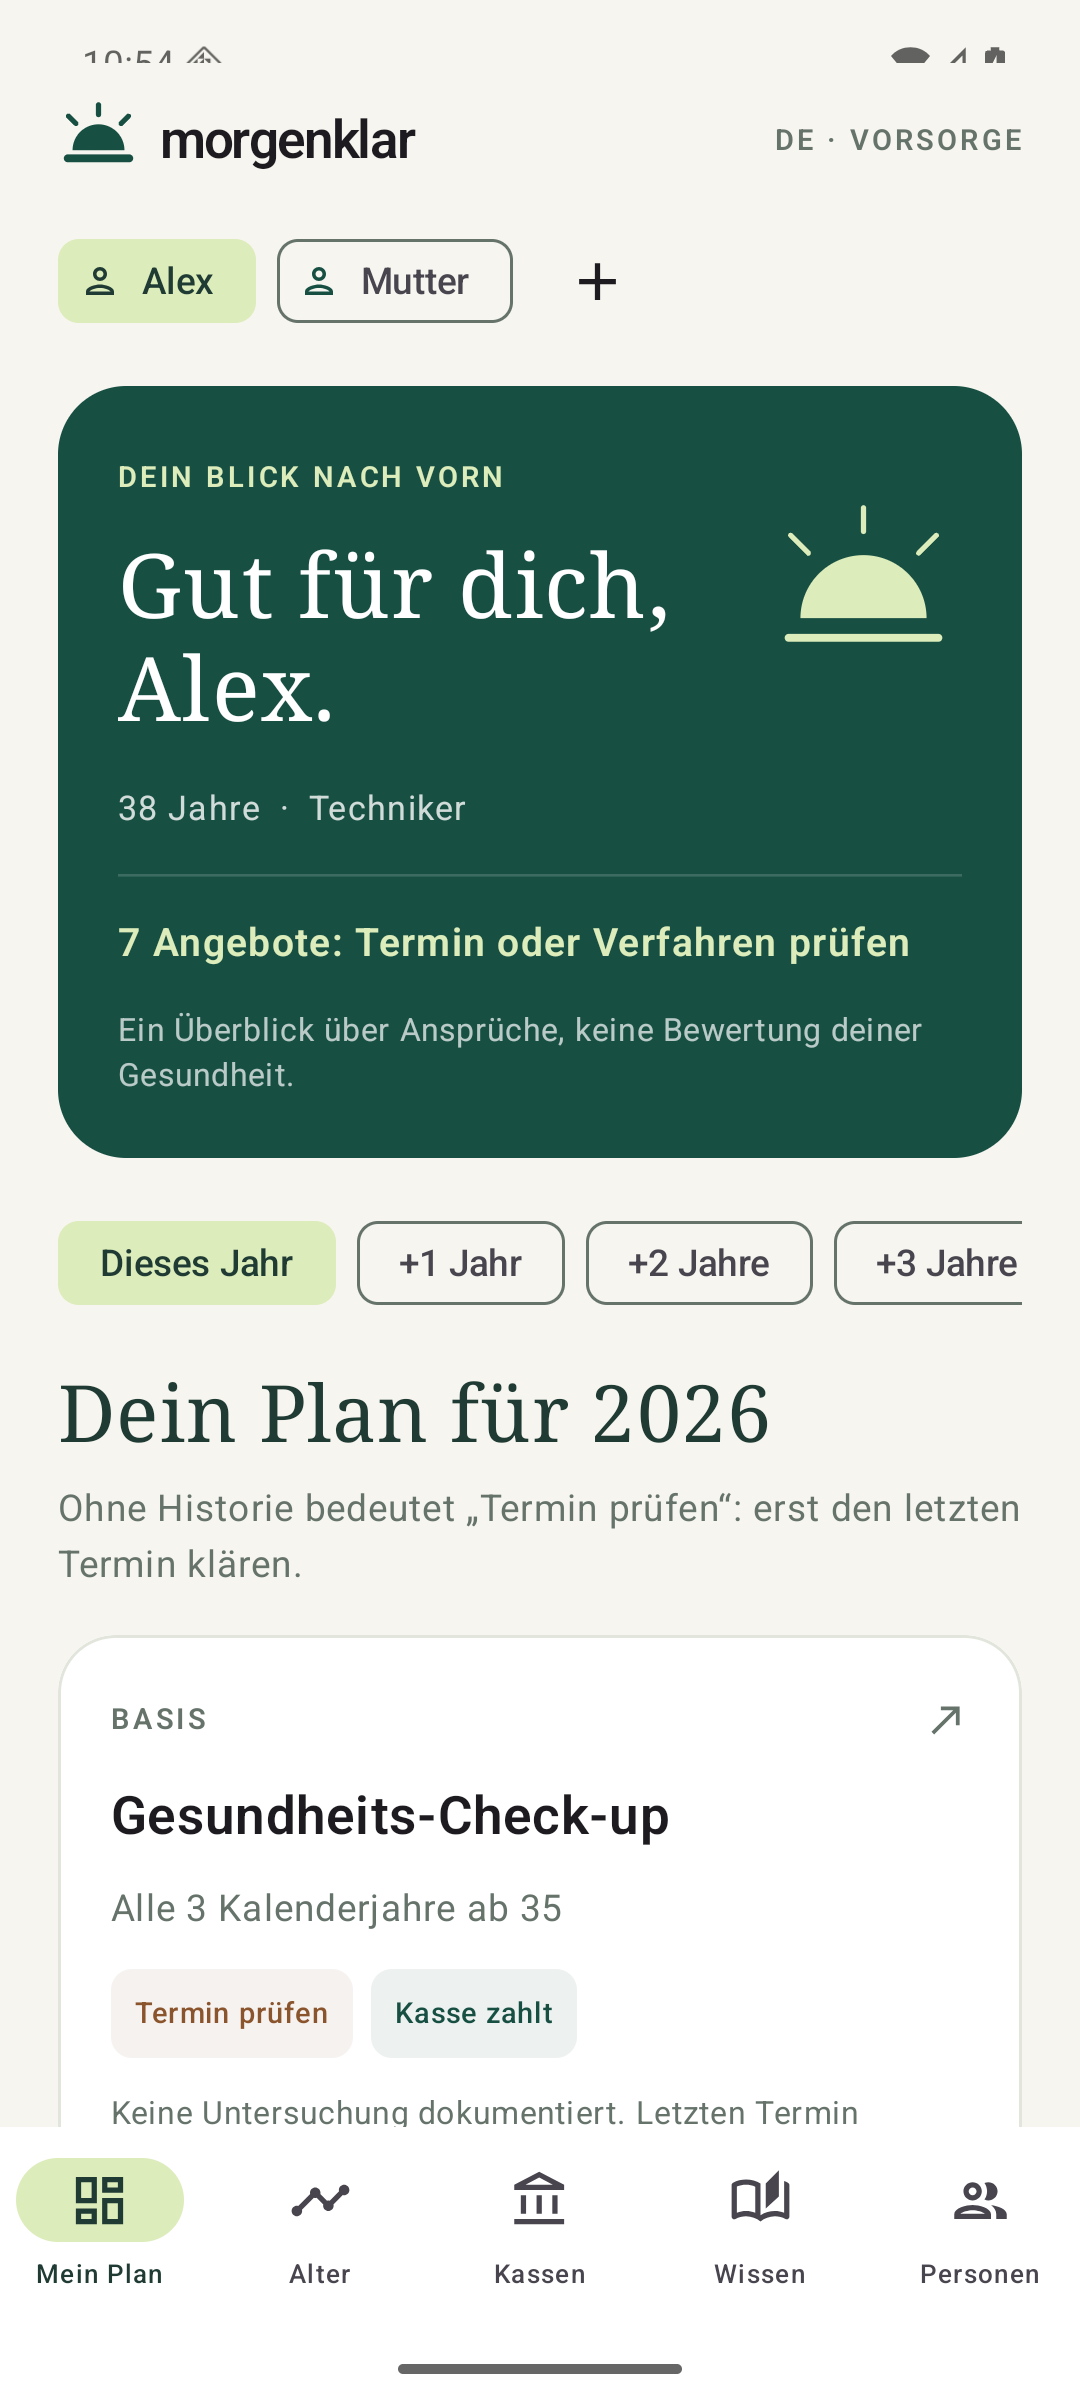 10:54
morgenklar
DE · VORSORGE
Alex
Mutter
DEIN BLICK NACH VORN
Gut für dich,
Alex.
38 Jahre · Techniker
7 Angebote: Termin oder Verfahren prüfen
Ein Überblick über Ansprüche, keine Bewertung deiner
Gesundheit.
Dieses Jahr
+1 Jahr
+2 Jahre
+3 Jahre
Dein Plan für 2026
Ohne Historie bedeutet „Termin prüfen“: erst den letzten
Termin klären.
BASIS
Gesundheits-Check-up
Alle 3 Kalenderjahre ab 35
Termin prüfen
Kasse zahlt
Keine Untersuchung dokumentiert. Letzten Termin
Mein Plan
Alter
Kassen
Wissen
Personen